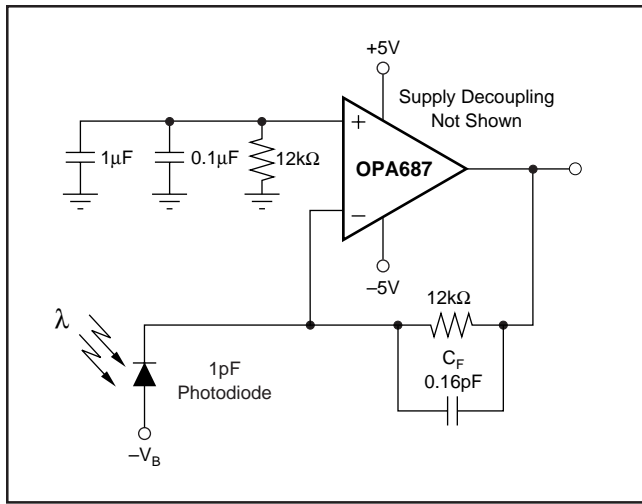 +5V
Supply Decoupling
Not Shown
+
1μF
0.1μF
12kΩ
OPA687
−
−5V
12kΩ
λ
C_F
0.16pF
1pF
Photodiode
−V_B